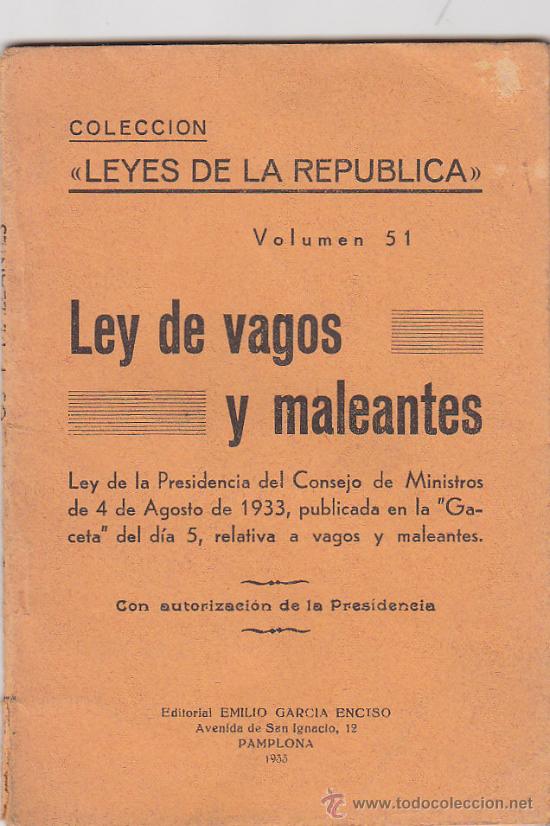 COLECCION
«LEYES DE LA REPUBLICA»
Volumen 51
Ley de vagos
y maleantes
Ley de la Presidencia del Consejo de Ministros
de 4 de Agosto de 1933, publicada en la "Ga-
ceta" del día 5, relativa a vagos y maleantes.
Con autorización de la Presidencia
Editorial EMILIO GARCIA ENCISO
Avenida de San Ignacio, 12
PAMPLONA
1933
todocoleccion
www.todocoleccion.net